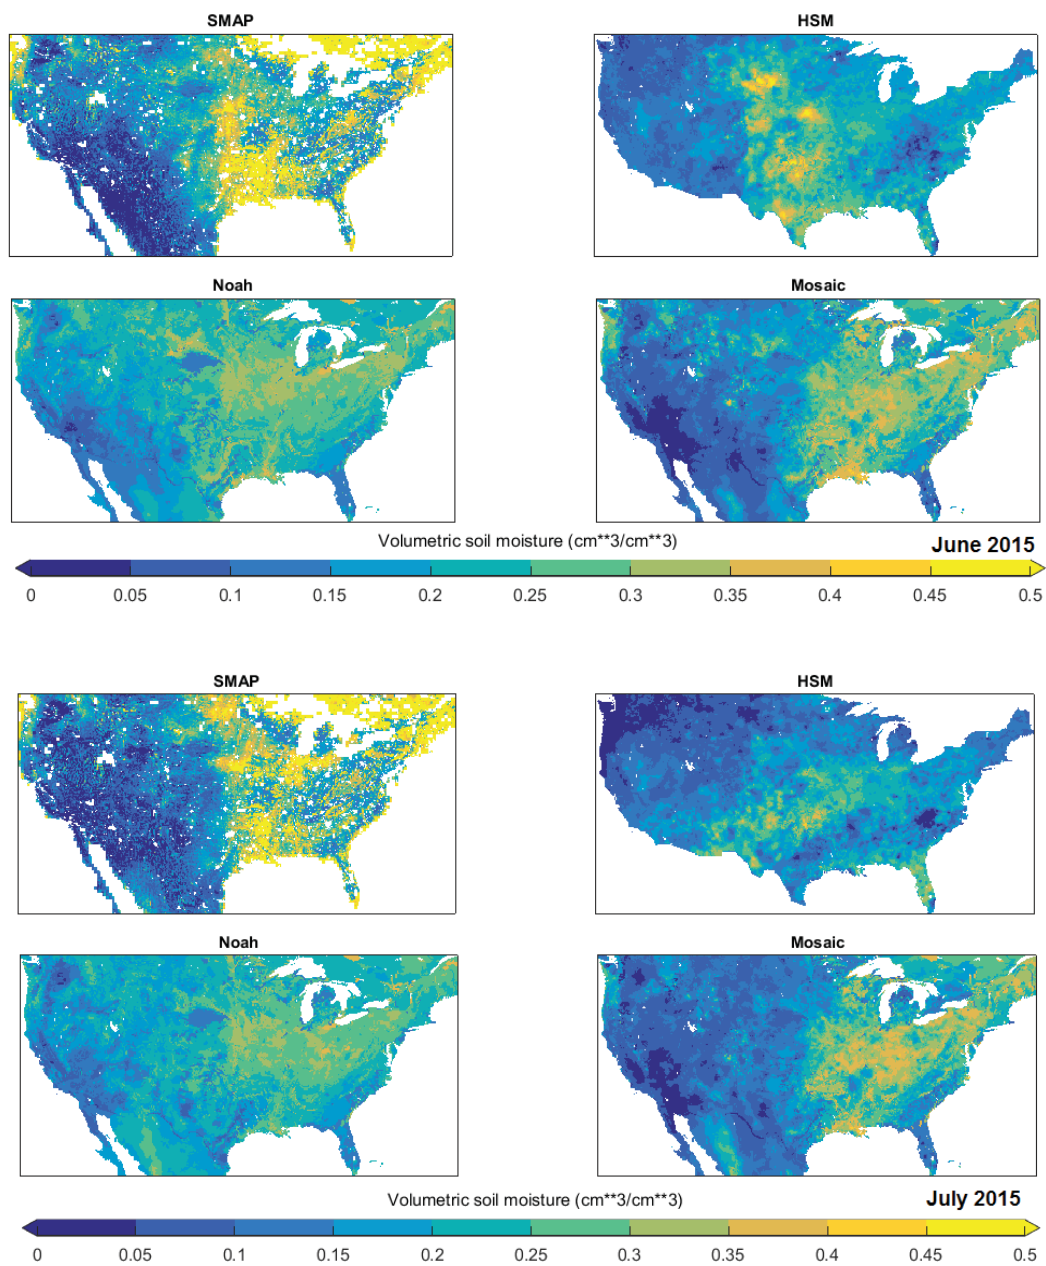 SMAP HSM
Noah Mosaic
Volumetric soil moisture (cm**3/cm**3) June 2015
0 0.05 0.1 0.15 0.2 0.25 0.3 0.35 0.4 0.45 0.5
SMAP HSM
Noah Mosaic
Volumetric soil moisture (cm**3/cm**3) July 2015
0 0.05 0.1 0.15 0.2 0.25 0.3 0.35 0.4 0.45 0.5